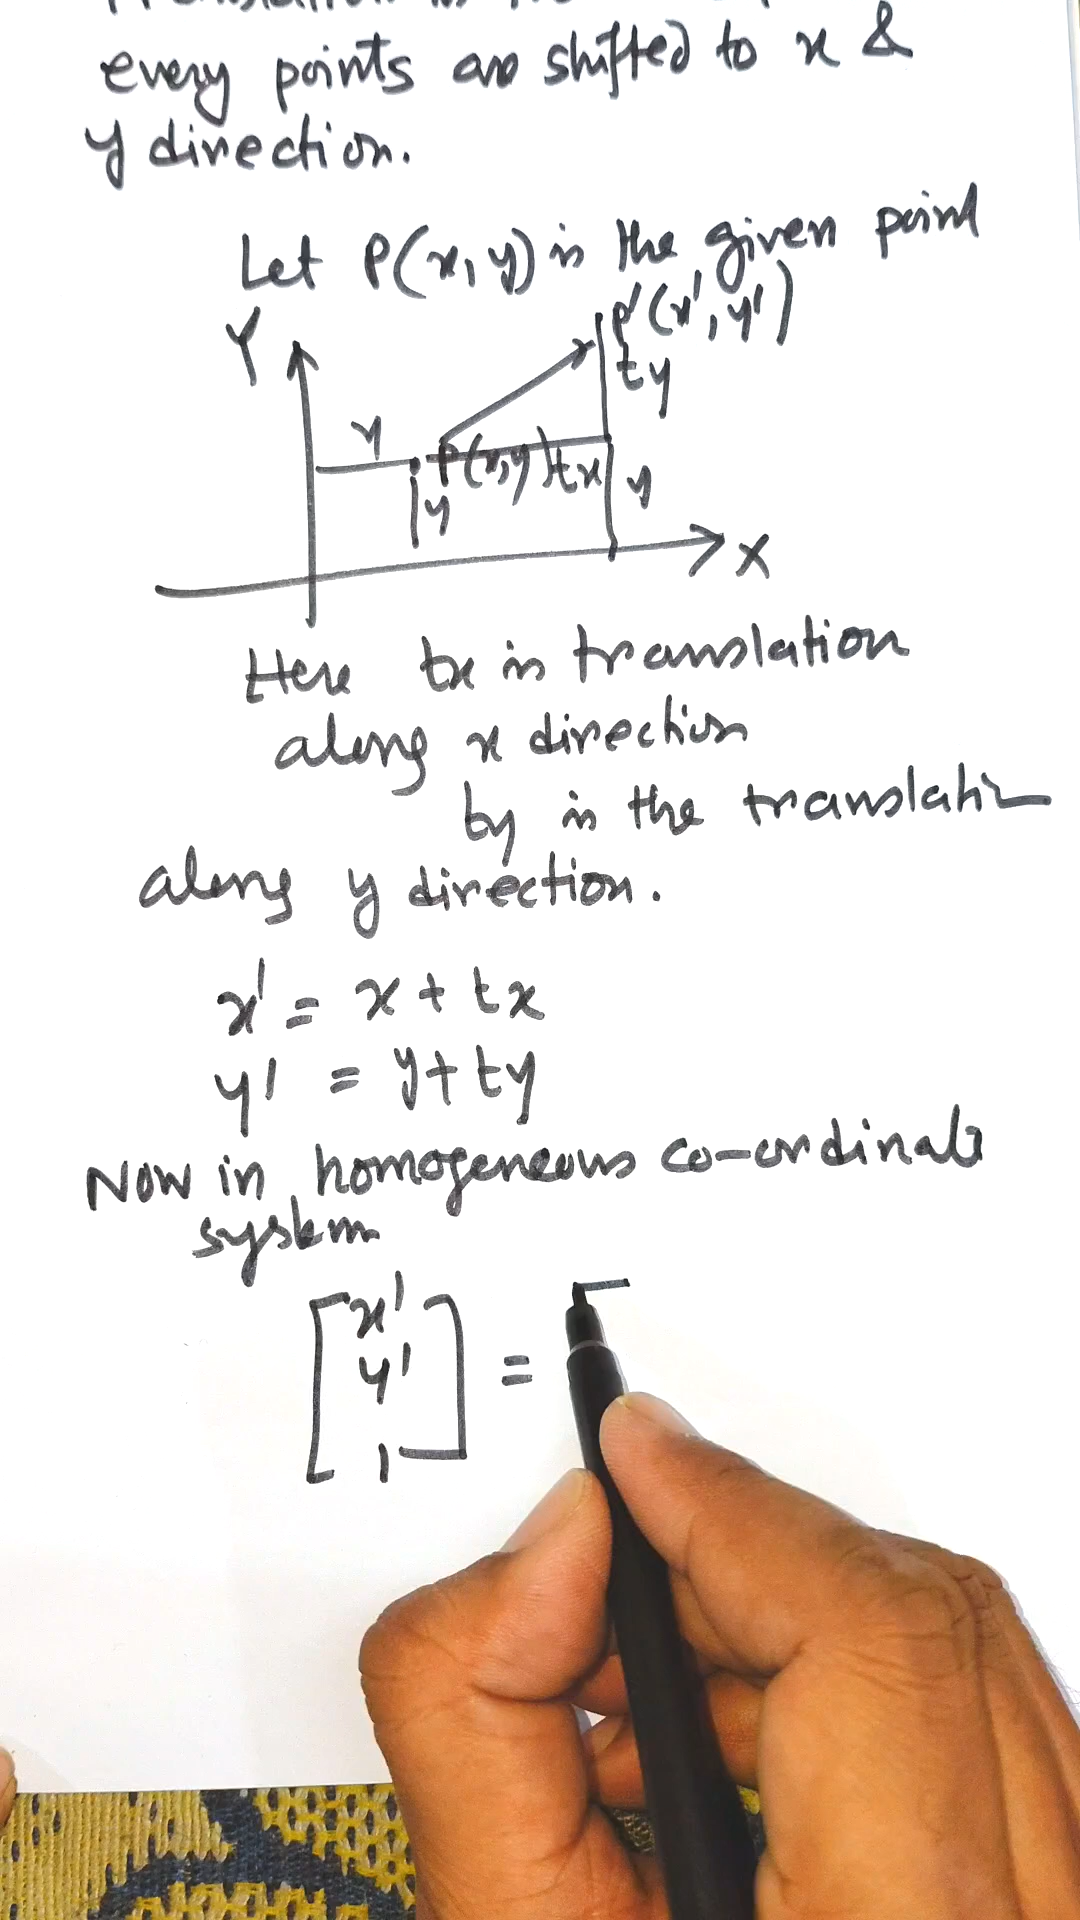 every points are shifted to x &
y direction.
Let P(x, y) is the given point
P'(x', y')
Y
ty
x
P(x,y) tx
y
y
X
Here tx is translation
along x direction
ty is the translation
along y direction.
x' = x + tx
y' = y + ty
Now in homogeneous co-ordinate
system
x'
y' =
1